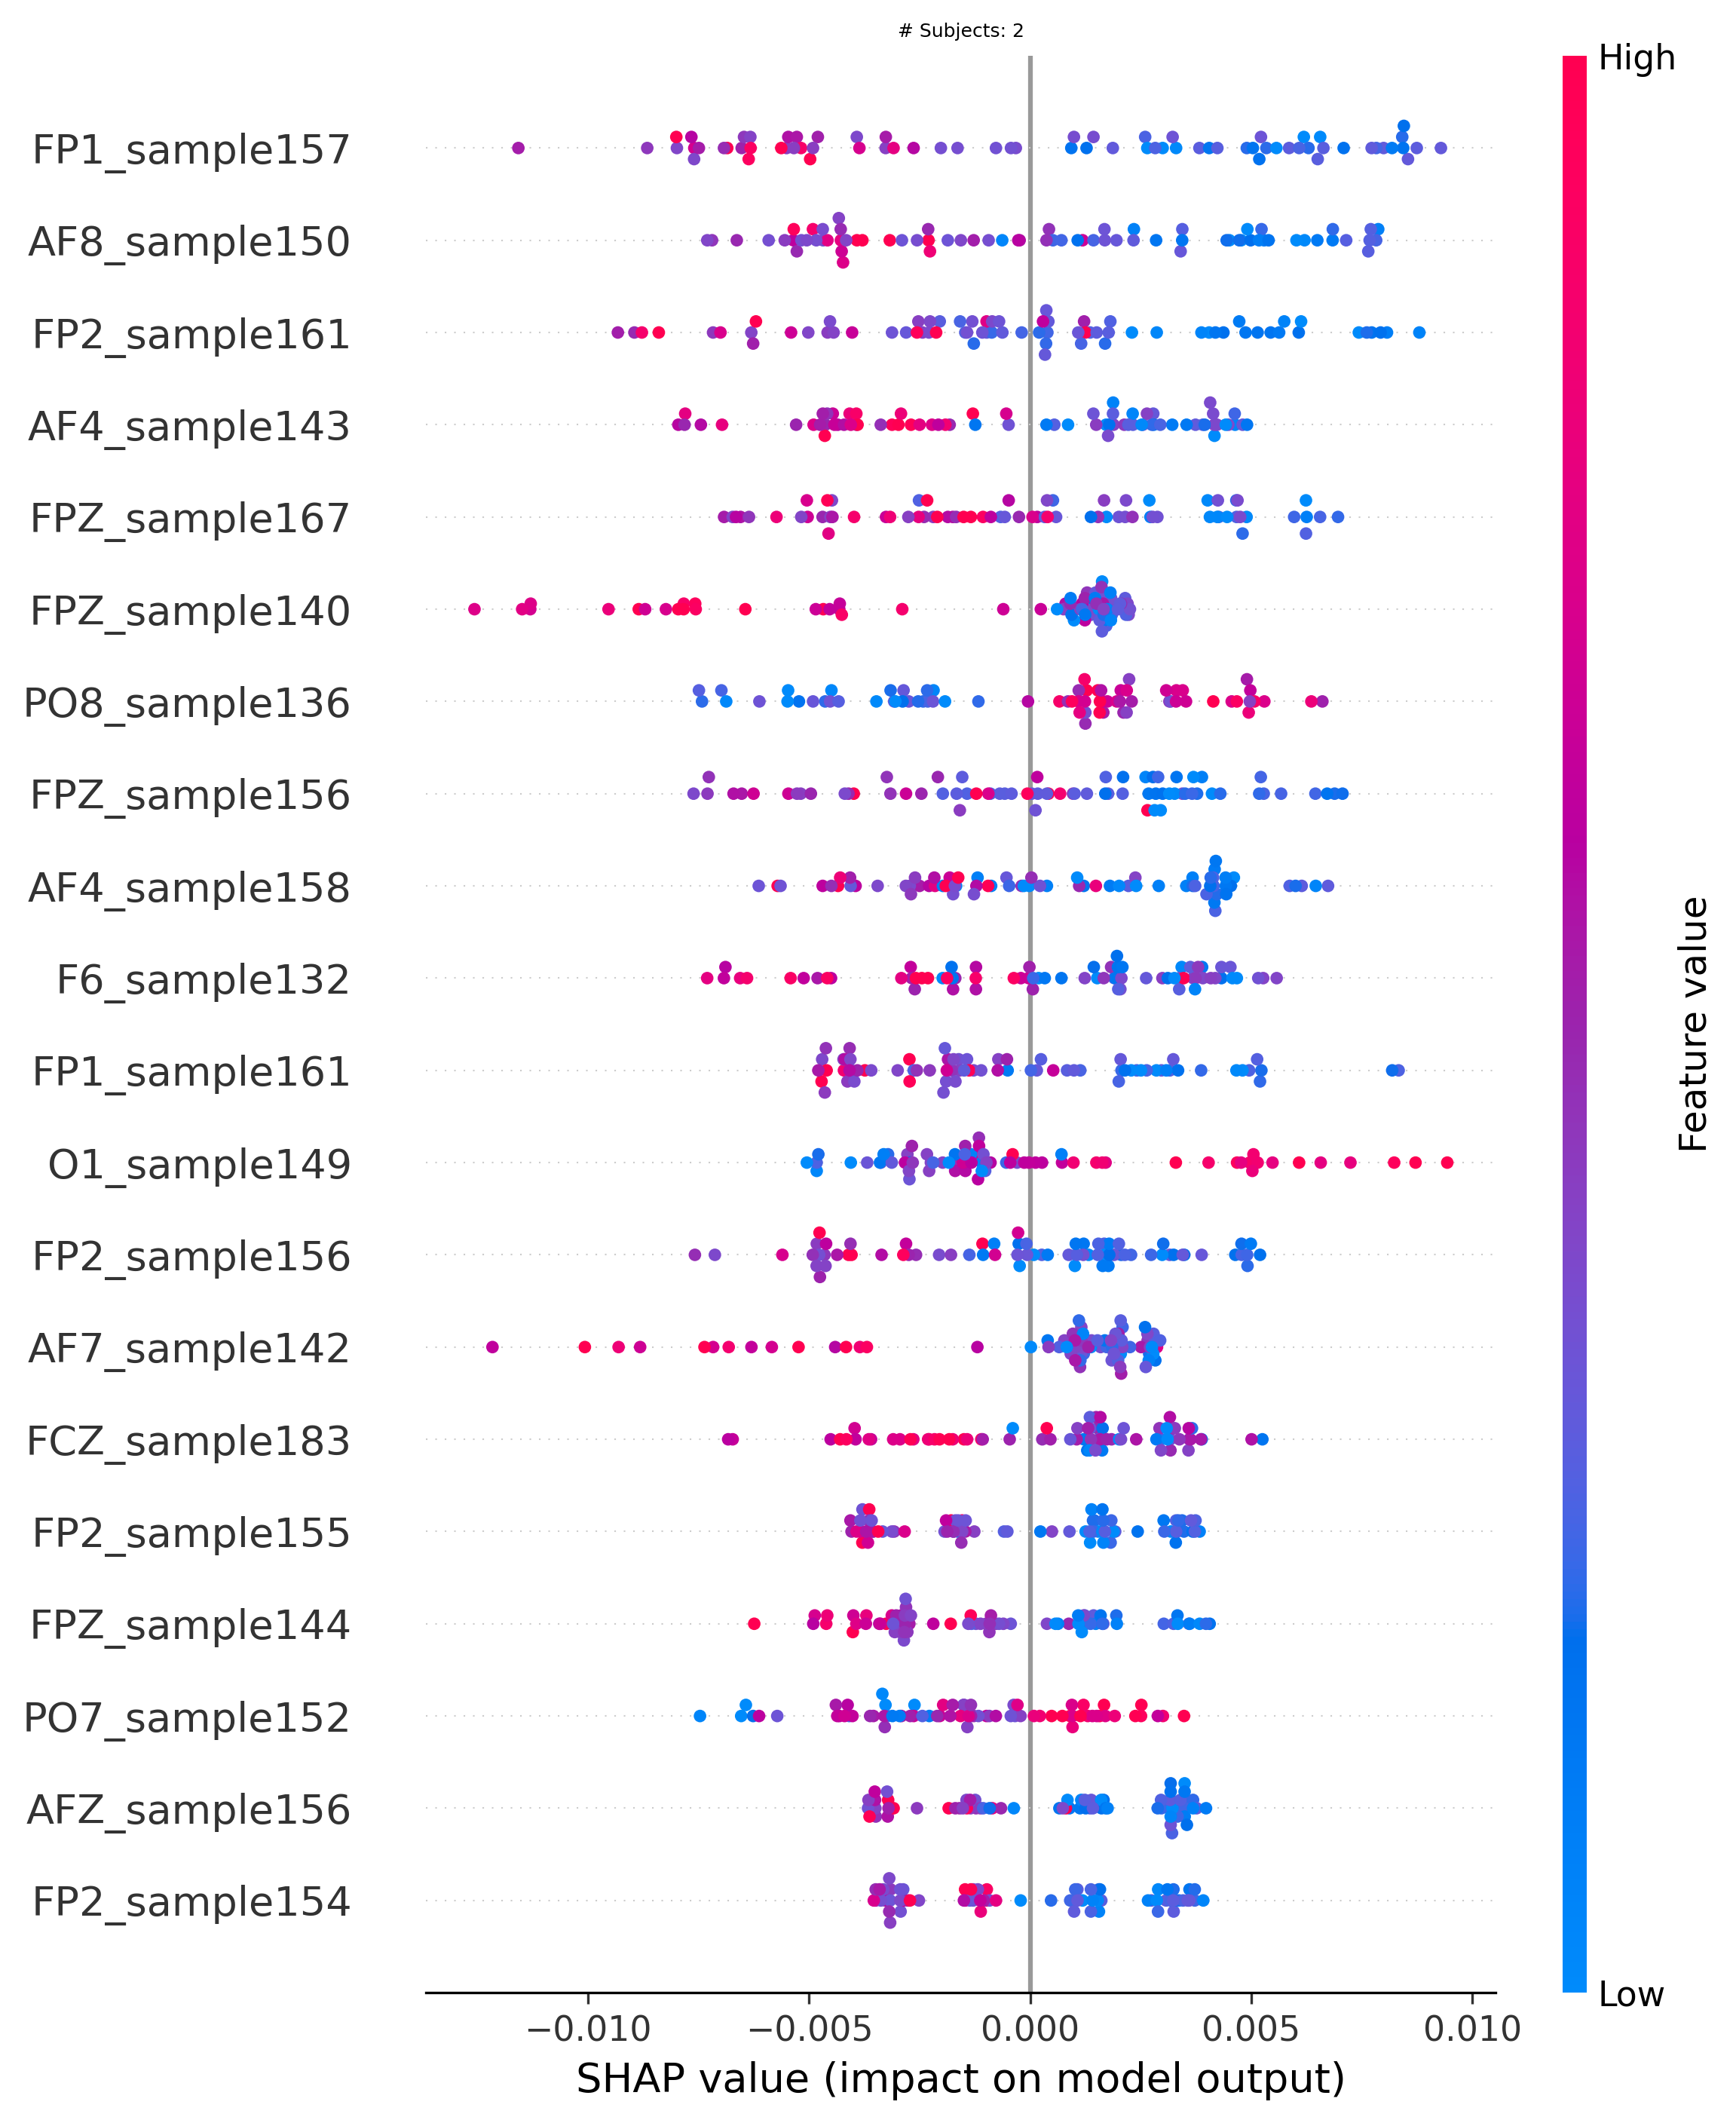 # Subjects: 2
High
FP1_sample157
AF8_sample150
FP2_sample161
AF4_sample143
FPZ_sample167
FPZ_sample140
PO8_sample136
FPZ_sample156
AF4_sample158
F6_sample132
FP1_sample161
O1_sample149
FP2_sample156
AF7_sample142
FCZ_sample183
FP2_sample155
FPZ_sample144
PO7_sample152
AFZ_sample156
FP2_sample154
Feature value
Low
−0.010 −0.005 0.000 0.005 0.010
SHAP value (impact on model output)